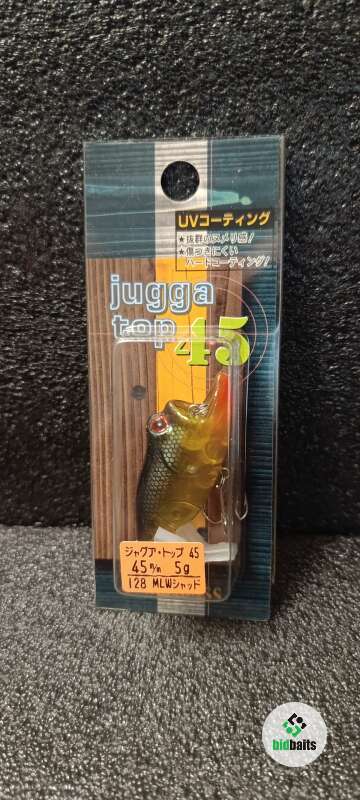 UVコーティング
★抜群のヌメリ感!
★傷つきにくい
ハードコーティング!
jugga
top 45
ジャグア・トップ 45
45m/m 5g
128 MLWシャッド
ss
bidbaits